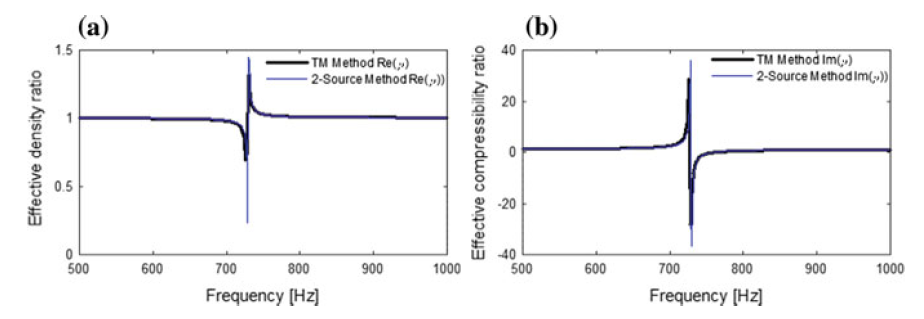 (a)
1.5
TM Method Re(
2-Source Method Re(
1
0.5
0
Effective density ratio
500 600 700 800 900 1000
Frequency [Hz]
(b)
40
TM Method Im(
2-Source Method Im(
20
0
-20
-40
Effective compressibility ratio
500 600 700 800 900 1000
Frequency [Hz]